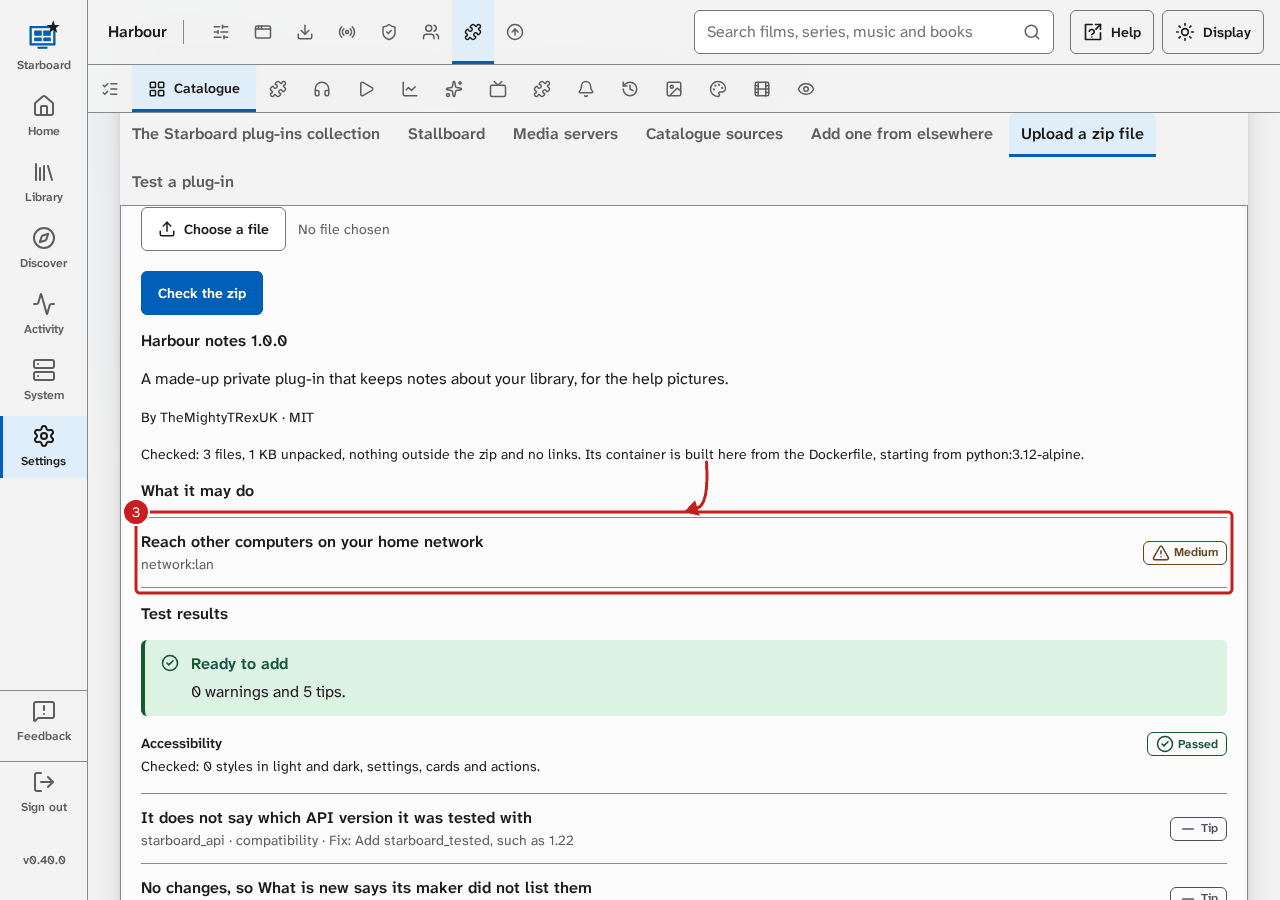 Starboard
Home
Library
Discover
Activity
System
Settings
Feedback
Sign out
v0.40.0
Harbour
Search films, series, music and books
Help
Display
Catalogue
The Starboard plug-ins collection
Stallboard
Media servers
Catalogue sources
Add one from elsewhere
Upload a zip file
Test a plug-in
Choose a file
No file chosen
Check the zip
Harbour notes 1.0.0
A made-up private plug-in that keeps notes about your library, for the help pictures.
By TheMightyTRexUK · MIT
Checked: 3 files, 1 KB unpacked, nothing outside the zip and no links. Its container is built here from the Dockerfile, starting from python:3.12-alpine.
What it may do
3
Reach other computers on your home network
Medium
network:lan
Test results
Ready to add
0 warnings and 5 tips.
Accessibility
Passed
Checked: 0 styles in light and dark, settings, cards and actions.
It does not say which API version it was tested with
Tip
starboard_api · compatibility · Fix: Add starboard_tested, such as 1.22
No changes, so What is new says its maker did not list them
Tip